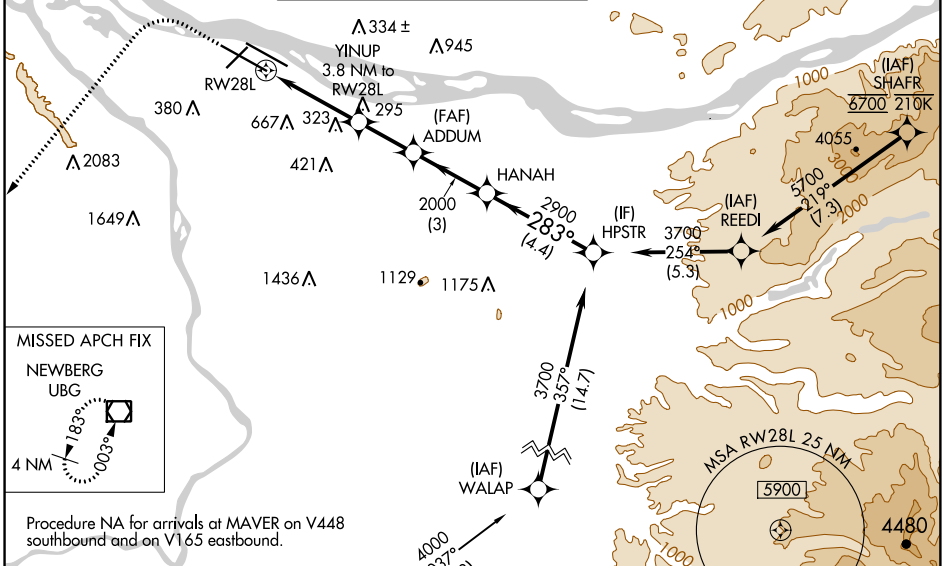 334 ±
945
YINUP
3.8 NM to
RW28L
RW28L
1000
(IAF)
SHAFR
6700 210K
380
667
323
295
(FAF)
ADDUM
4055
3000
2083
421
HANAH
5700
219°
(7.3)
2000
2000
(3)
2900
283°
(4.4)
(IF)
HPSTR
(IAF)
REEDI
3700
254°
(5.3)
1649
1436
1129
1175
1000
MISSED APCH FIX
NEWBERG
UBG
183°
003°
4 NM
3700
357°
(14.7)
(IAF)
WALAP
MSA RW28L 25 NM
5900
4480
1000
Procedure NA for arrivals at MAVER on V448
southbound and on V165 eastbound.
4000